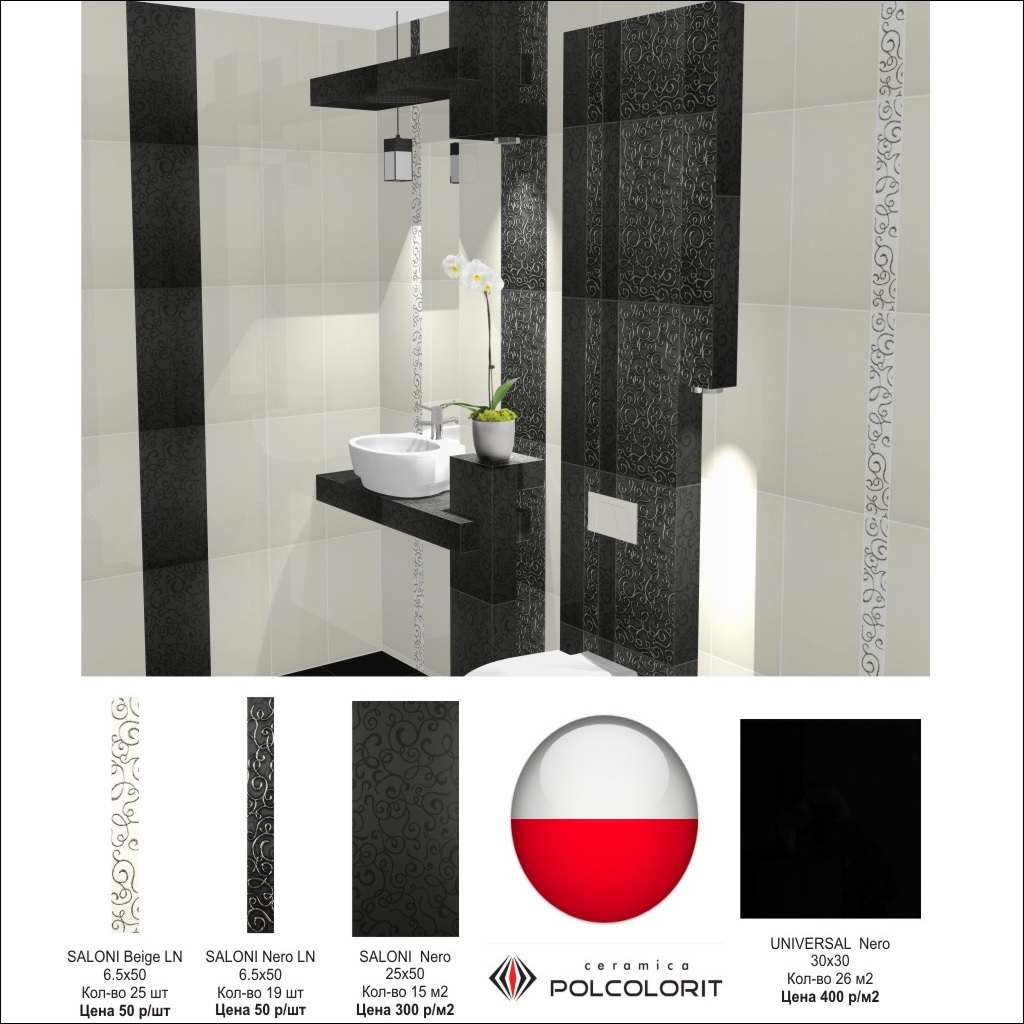 SALONI Beige LN
6.5x50
Кол-во 25 шт
Цена 50 р/шт
SALONI Nero LN
6.5x50
Кол-во 19 шт
Цена 50 р/шт
SALONI Nero
25x50
Кол-во 15 м2
Цена 300 р/м2
ceramica
POLCOLORIT
UNIVERSAL Nero
30x30
Кол-во 26 м2
Цена 400 р/м2